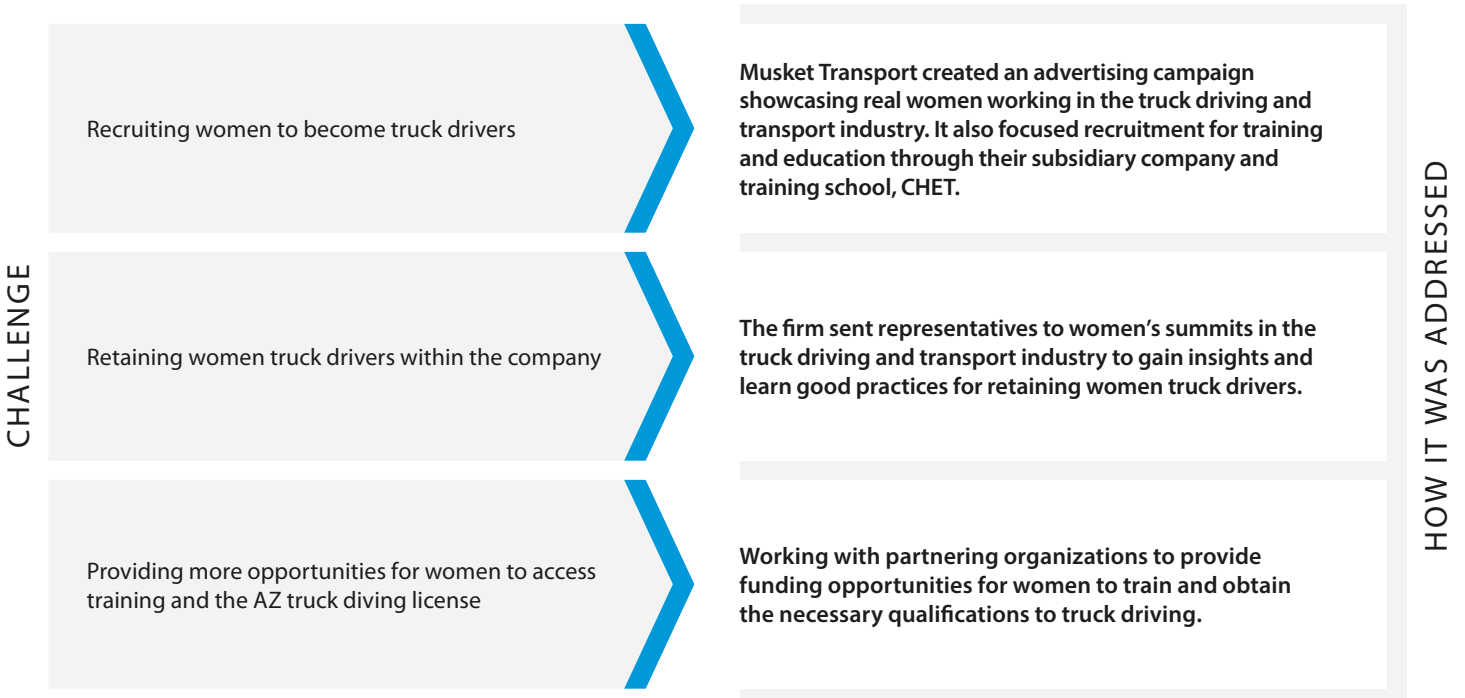 CHALLENGE
Recruiting women to become truck drivers
Musket Transport created an advertising campaign
showcasing real women working in the truck driving and
transport industry. It also focused recruitment for training
and education through their subsidiary company and
training school, CHET.
Retaining women truck drivers within the company
The firm sent representatives to women’s summits in the
truck driving and transport industry to gain insights and
learn good practices for retaining women truck drivers.
Providing more opportunities for women to access
training and the AZ truck diving license
Working with partnering organizations to provide
funding opportunities for women to train and obtain
the necessary qualifications to truck driving.
HOW IT WAS ADDRESSED